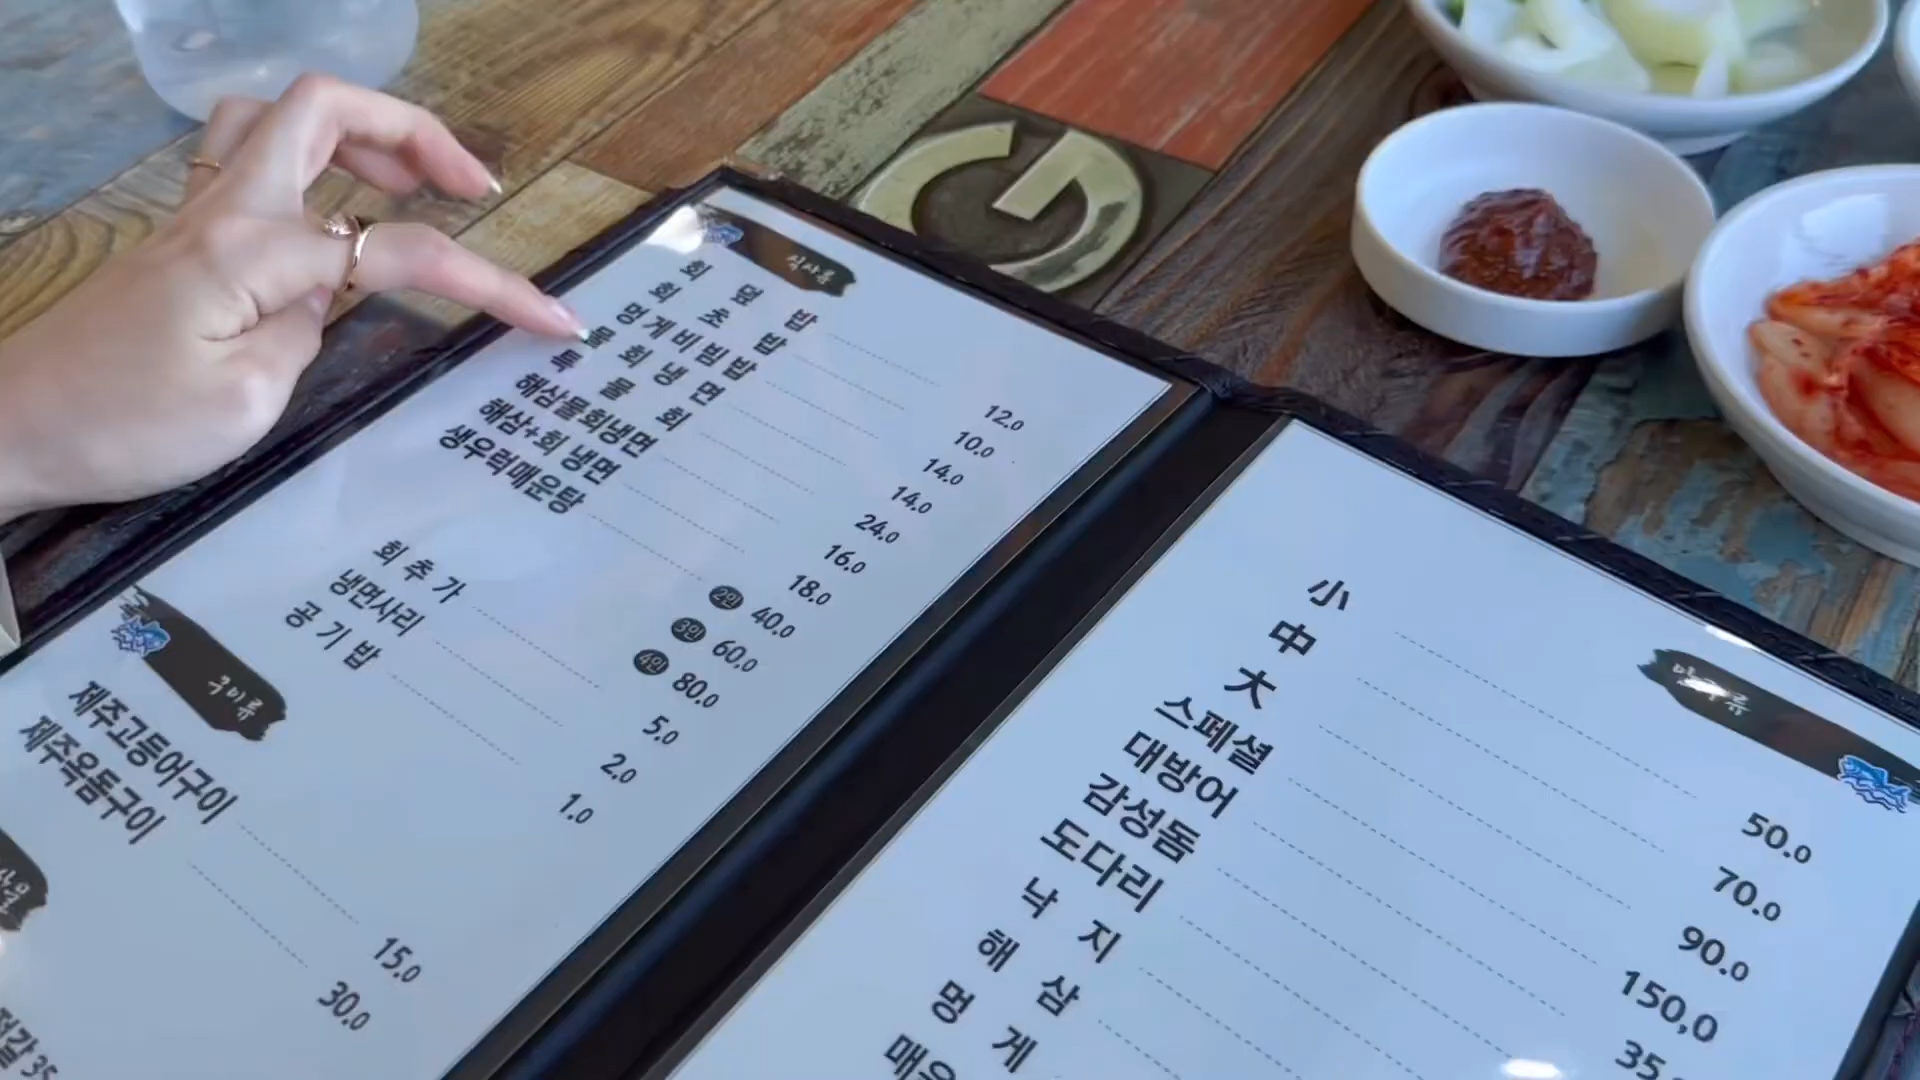 식사류
회 덮 밥 12.0
회 초 밥 10.0
멍게비빔밥 14.0
물 회 냉 면 14.0
특 물 회 24.0
해삼물회냉면 16.0
해삼+회 냉면 18.0
생우럭매운탕 2인 40.0
3인 60.0
4인 80.0
회 추 가 5.0
냉면사리 2.0
공 기 밥 1.0
구이류
제주고등어구이 15.0
제주옥돔구이 30.0
젓갈 35
小 50.0
中 70.0
大 90.0
스페셜 150,0
대방어 35.
감성돔
도다리
낙 지
해 삼
멍 게